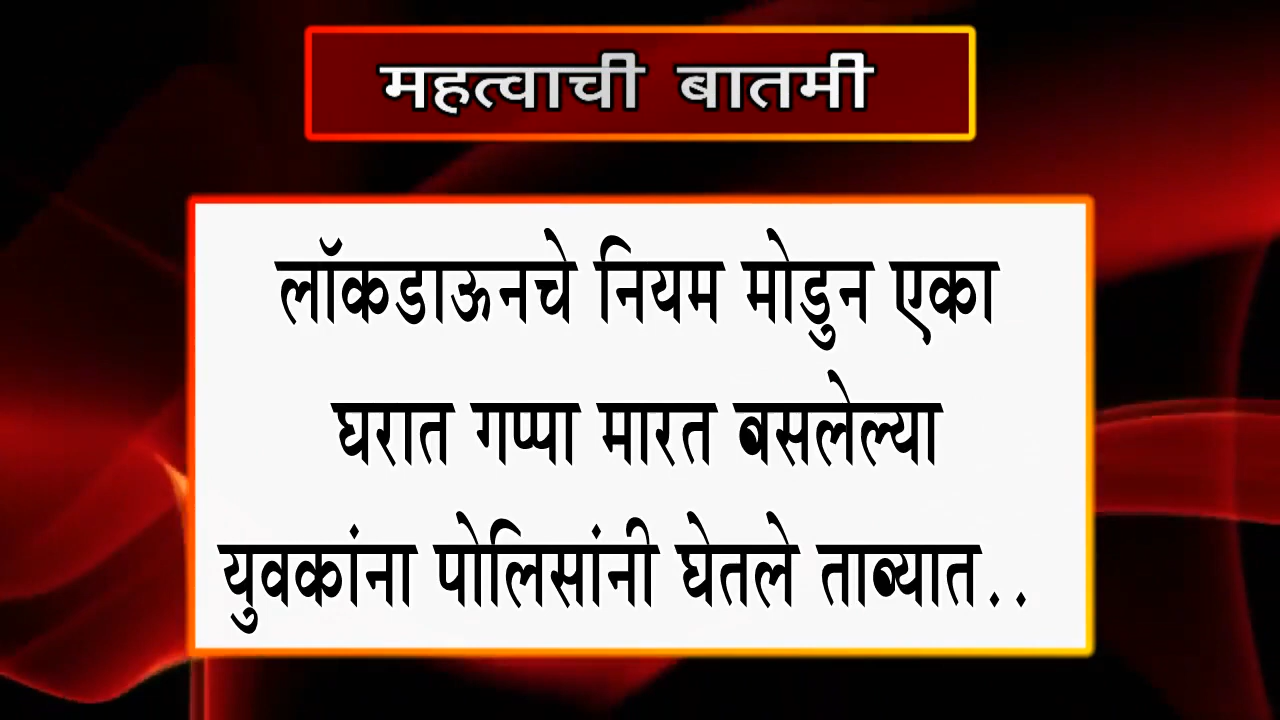 महत्वाची बातमी
लॉकडाऊनचे नियम मोडुन एका
घरात गप्पा मारत बसलेल्या
युवकांना पोलिसांनी घेतले ताब्यात..